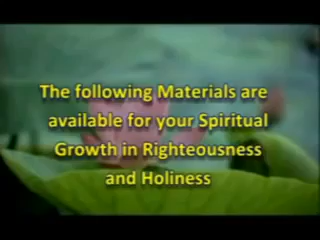 The following Materials are
available for your Spiritual
Growth in Righteousness
and Holiness